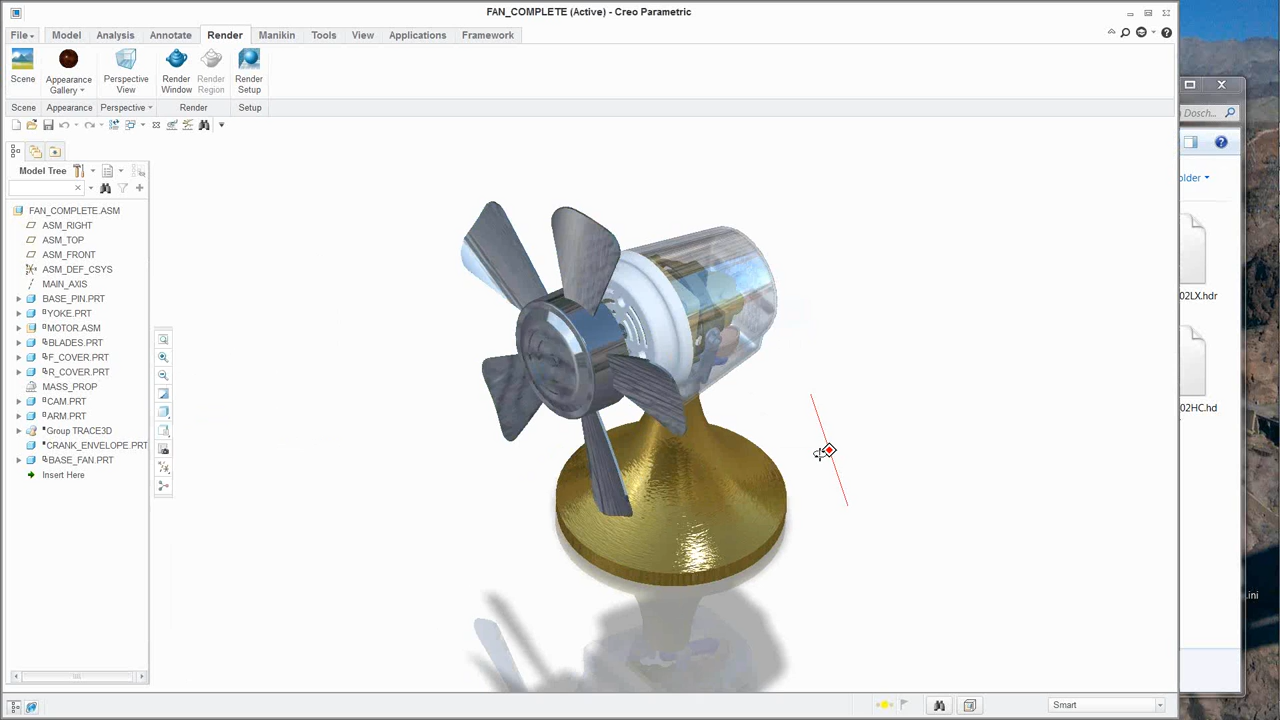 FAN_COMPLETE (Active) - Creo Parametric
File Model Analysis Annotate Render Manikin Tools View Applications Framework
Scene Appearance Gallery Perspective View Render Window Render Region Render Setup
Scene Appearance Perspective Render Setup
Dosch...
Model Tree
older
FAN_COMPLETE.ASM
ASM_RIGHT
ASM_TOP
ASM_FRONT
ASM_DEF_CSYS
MAIN_AXIS
BASE_PIN.PRT
02LX.hdr
YOKE.PRT
MOTOR.ASM
BLADES.PRT
F_COVER.PRT
R_COVER.PRT
MASS_PROP
CAM.PRT
02HC.hd
ARM.PRT
Group TRACE3D
CRANK_ENVELOPE.PRT
BASE_FAN.PRT
Insert Here
.ini
Smart